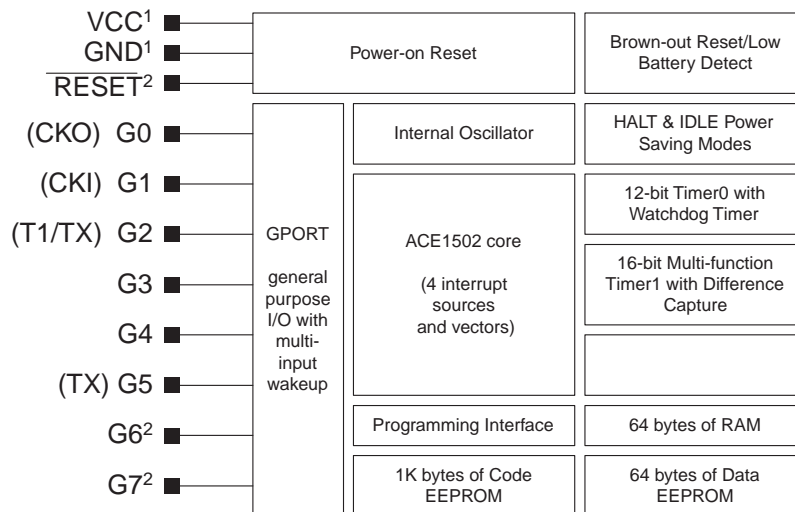 VCC¹
GND¹
RESET²
(CKO) G0
(CKI) G1
(T1/TX) G2
G3
G4
(TX) G5
G6²
G7²
Power-on Reset
Brown-out Reset/Low
Battery Detect
GPORT
general
purpose
I/O with
multi-
input
wakeup
Internal Oscillator
HALT & IDLE Power
Saving Modes
ACE1502 core
(4 interrupt
sources
and vectors)
12-bit Timer0 with
Watchdog Timer
16-bit Multi-function
Timer1 with Difference
Capture
Programming Interface
64 bytes of RAM
1K bytes of Code
EEPROM
64 bytes of Data
EEPROM